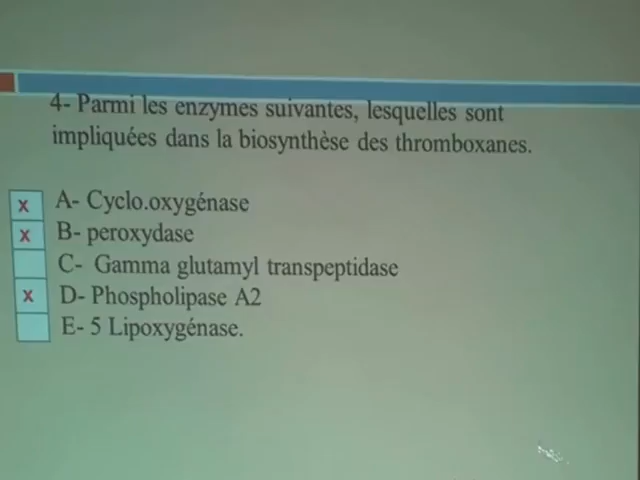 4- Parmi les enzymes suivantes, lesquelles sont
impliquées dans la biosynthèse des thromboxanes.
x A- Cyclo.oxygénase
x B- peroxydase
C- Gamma glutamyl transpeptidase
x D- Phospholipase A2
E- 5 Lipoxygénase.